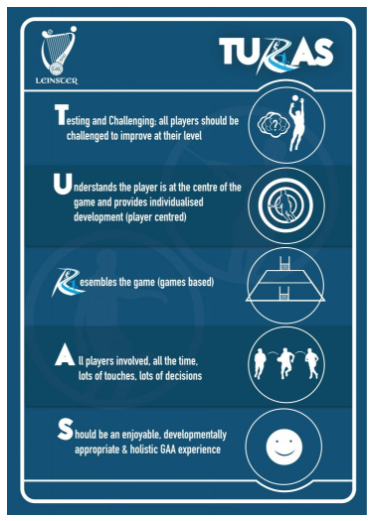 LEINSTER
TURAS
Testing and Challenging; all players should be
challenged to improve at their level
?
Understands the player is at the centre of the
game and provides individualised
development (player centred)
Resembles the game (games based)
All players involved, all the time,
lots of touches, lots of decisions
Should be an enjoyable, developmentally
appropriate & holistic GAA experience